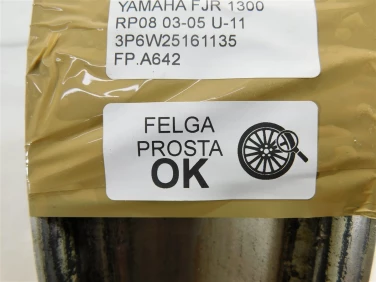 YAMAHA FJR 1300
RP08 03-05 U-11
3P6W25161135
FP.A642
FELGA
PROSTA
OK